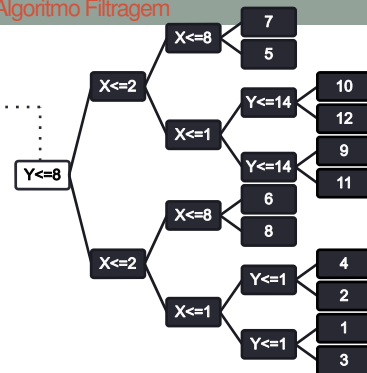 Algoritmo Filtragem
7
X<=8
5
X<=2
10
Y<=14
12
X<=1
9
Y<=14
11
Y<=8
6
X<=8
8
X<=2
4
Y<=1
2
X<=1
1
Y<=1
3